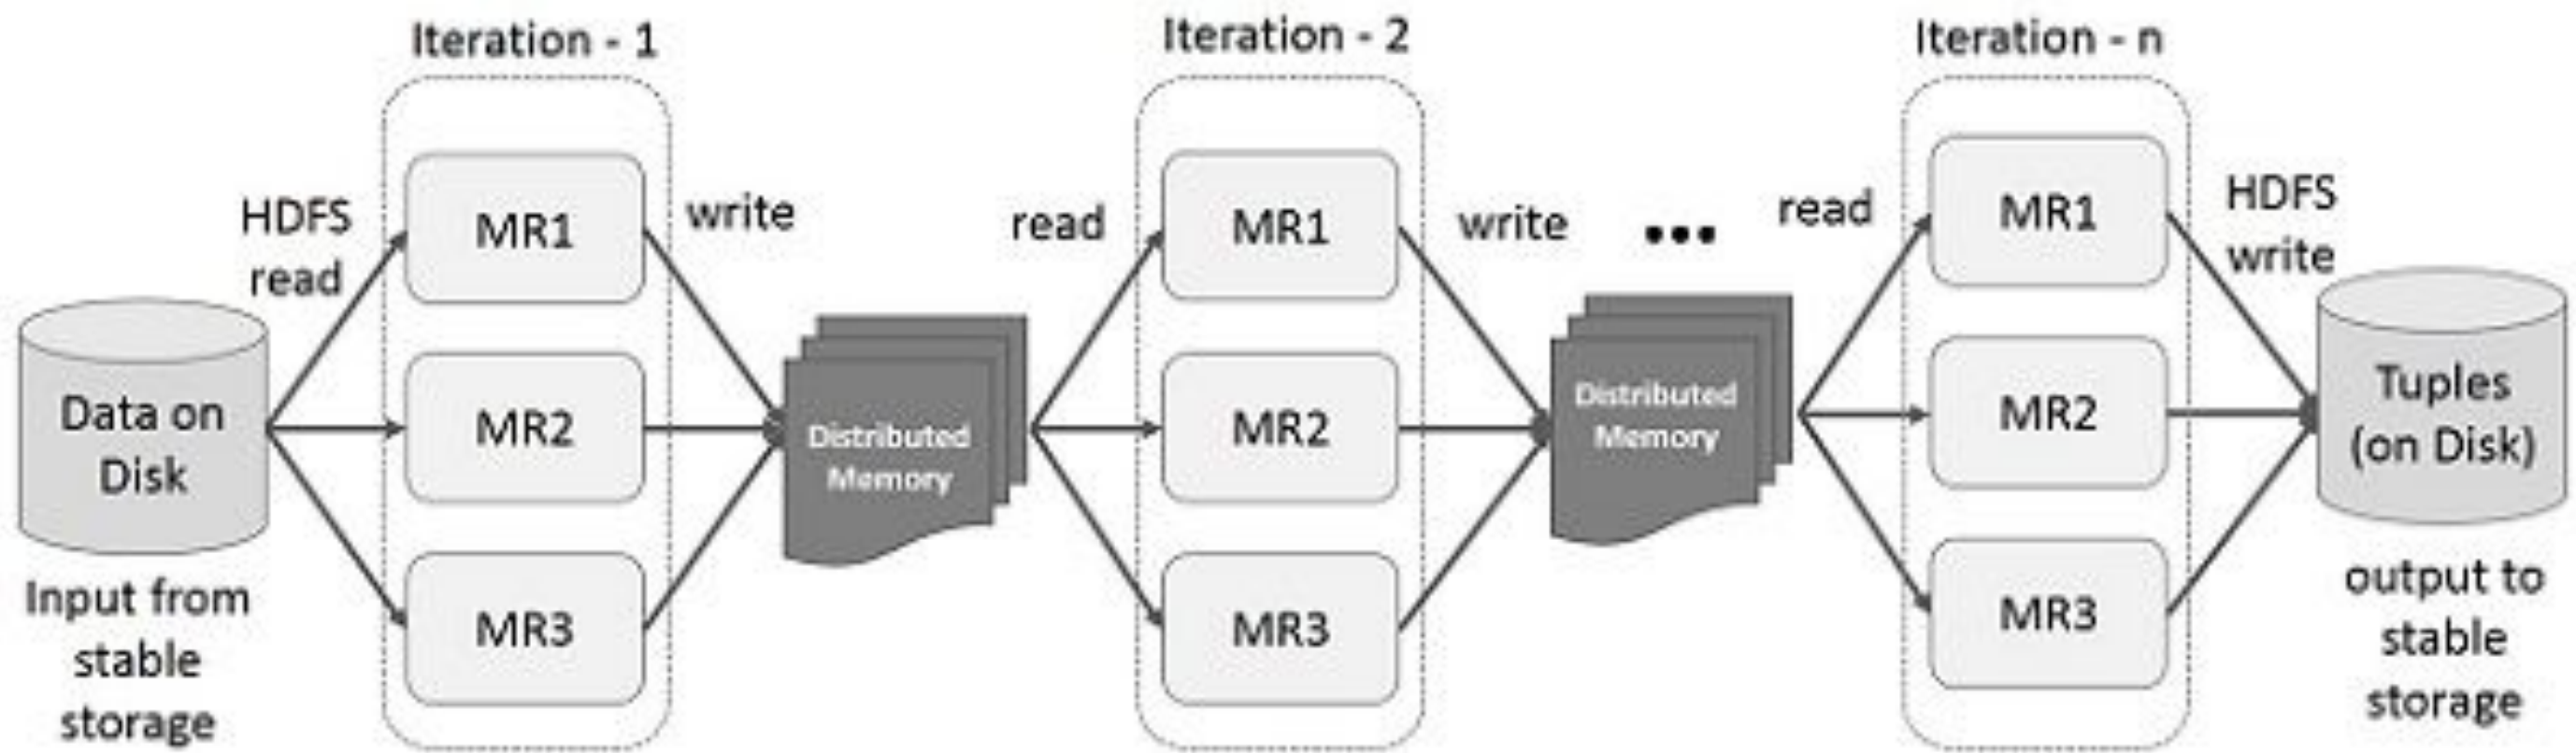 Iteration - 1
Iteration - 2
Iteration - n
HDFS
read
MR1
write
read
MR1
write
...
read
MR1
HDFS
write
Data on
Disk
MR2
Distributed
Memory
MR2
Distributed
Memory
MR2
Tuples
(on Disk)
Input from
stable
storage
MR3
MR3
MR3
output to
stable
storage